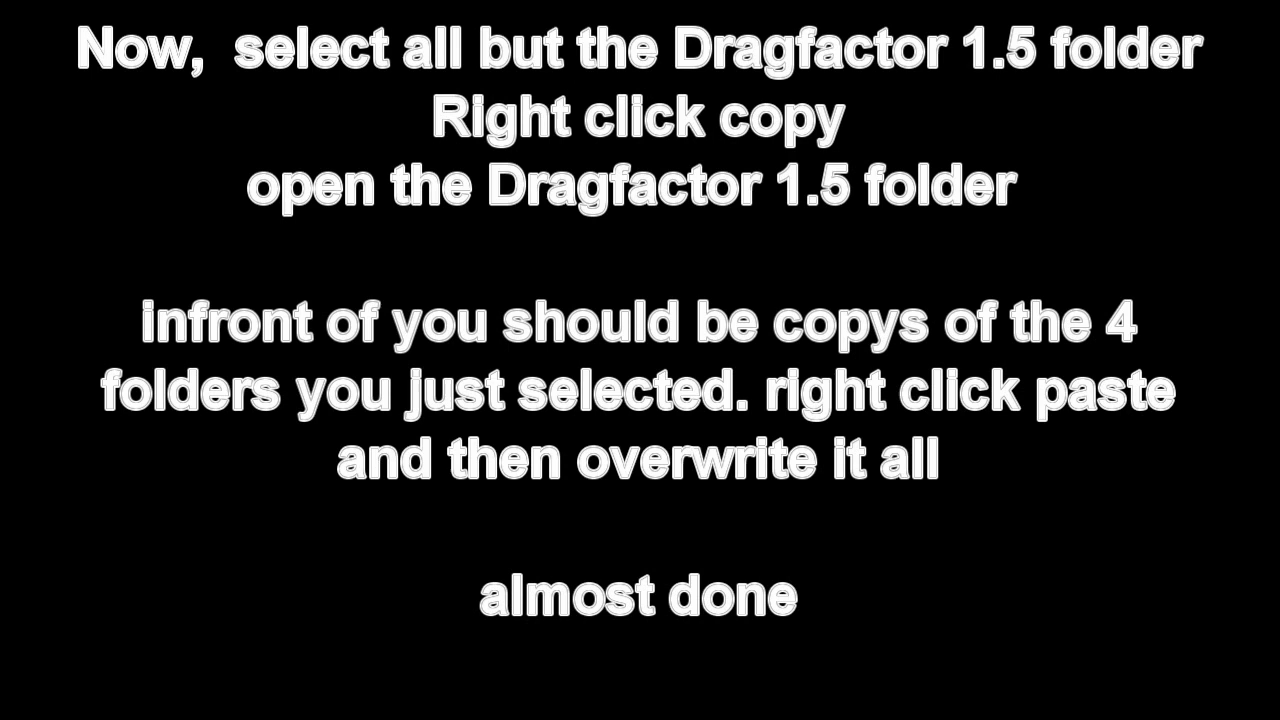 Now,  select all but the Dragfactor 1.5 folder
Right click copy
open the Dragfactor 1.5 folder
infront of you should be copys of the 4
folders you just selected. right click paste
and then overwrite it all
almost done